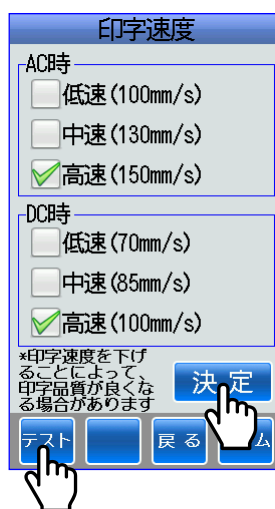 印字速度
AC時
低速(100mm/s)
中速(130mm/s)
高速(150mm/s)
DC時
低速(70mm/s)
中速(85mm/s)
高速(100mm/s)
*印字速度を下げ
ることによって、
印字品質が良くな
る場合があります
決定
テスト
戻る
ム